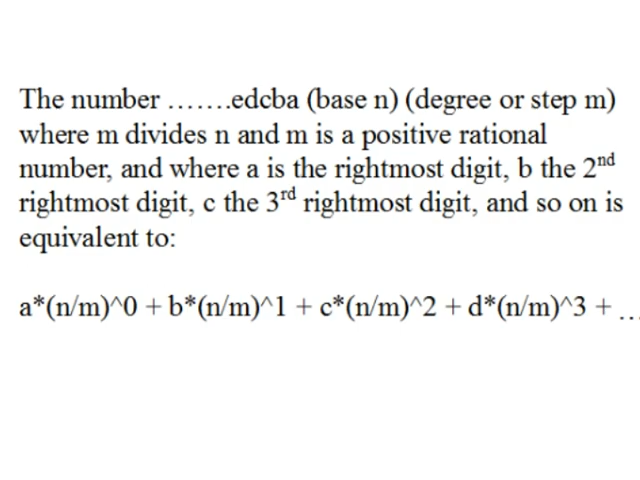 The number …….edcba (base n) (degree or step m)
where m divides n and m is a positive rational
number, and where a is the rightmost digit, b the 2nd
rightmost digit, c the 3rd rightmost digit, and so on is
equivalent to:
a*(n/m)^0 + b*(n/m)^1 + c*(n/m)^2 + d*(n/m)^3 + …